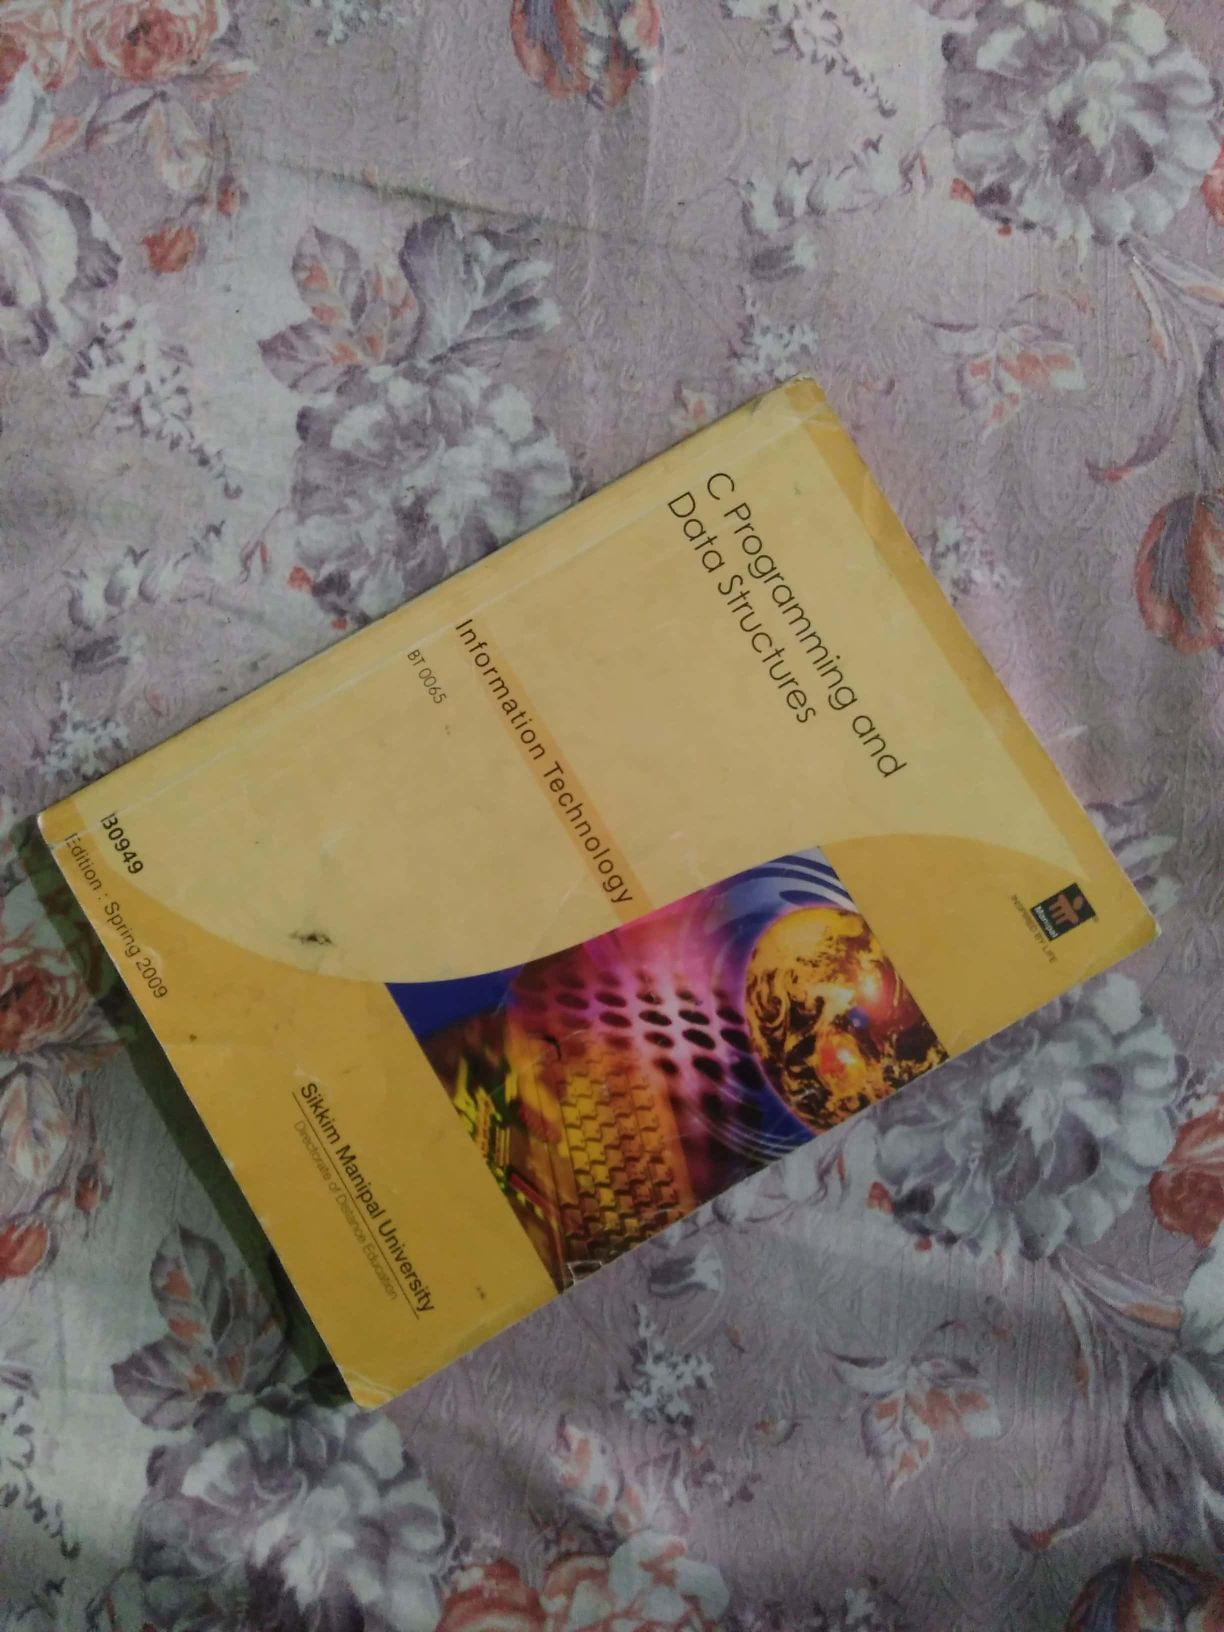 C Programming and
Data Structures
Information Technology
BT 0065
Manipal
INSPIRED BY LIFE
B0949
Edition : Spring 2009
Sikkim Manipal University
Directorate of Distance Education